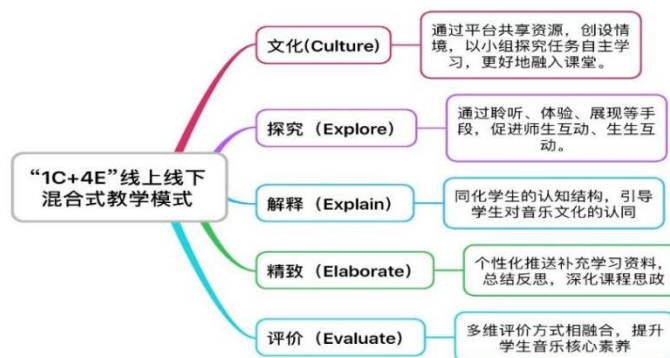 “1C+4E”线上线下
混合式教学模式
文化(Culture)
通过平台共享资源，创设情
境，以小组探究任务自主学
习，更好地融入课堂。
探究（Explore）
通过聆听、体验、展现等手
段，促进师生互动、生生互
动。
解释（Explain）
同化学生的认知结构，引导
学生对音乐文化的认同
精致（Elaborate）
个性化推送补充学习资料，
总结反思，深化课程思政
评价（Evaluate）
多维评价方式相融合，提升
学生音乐核心素养